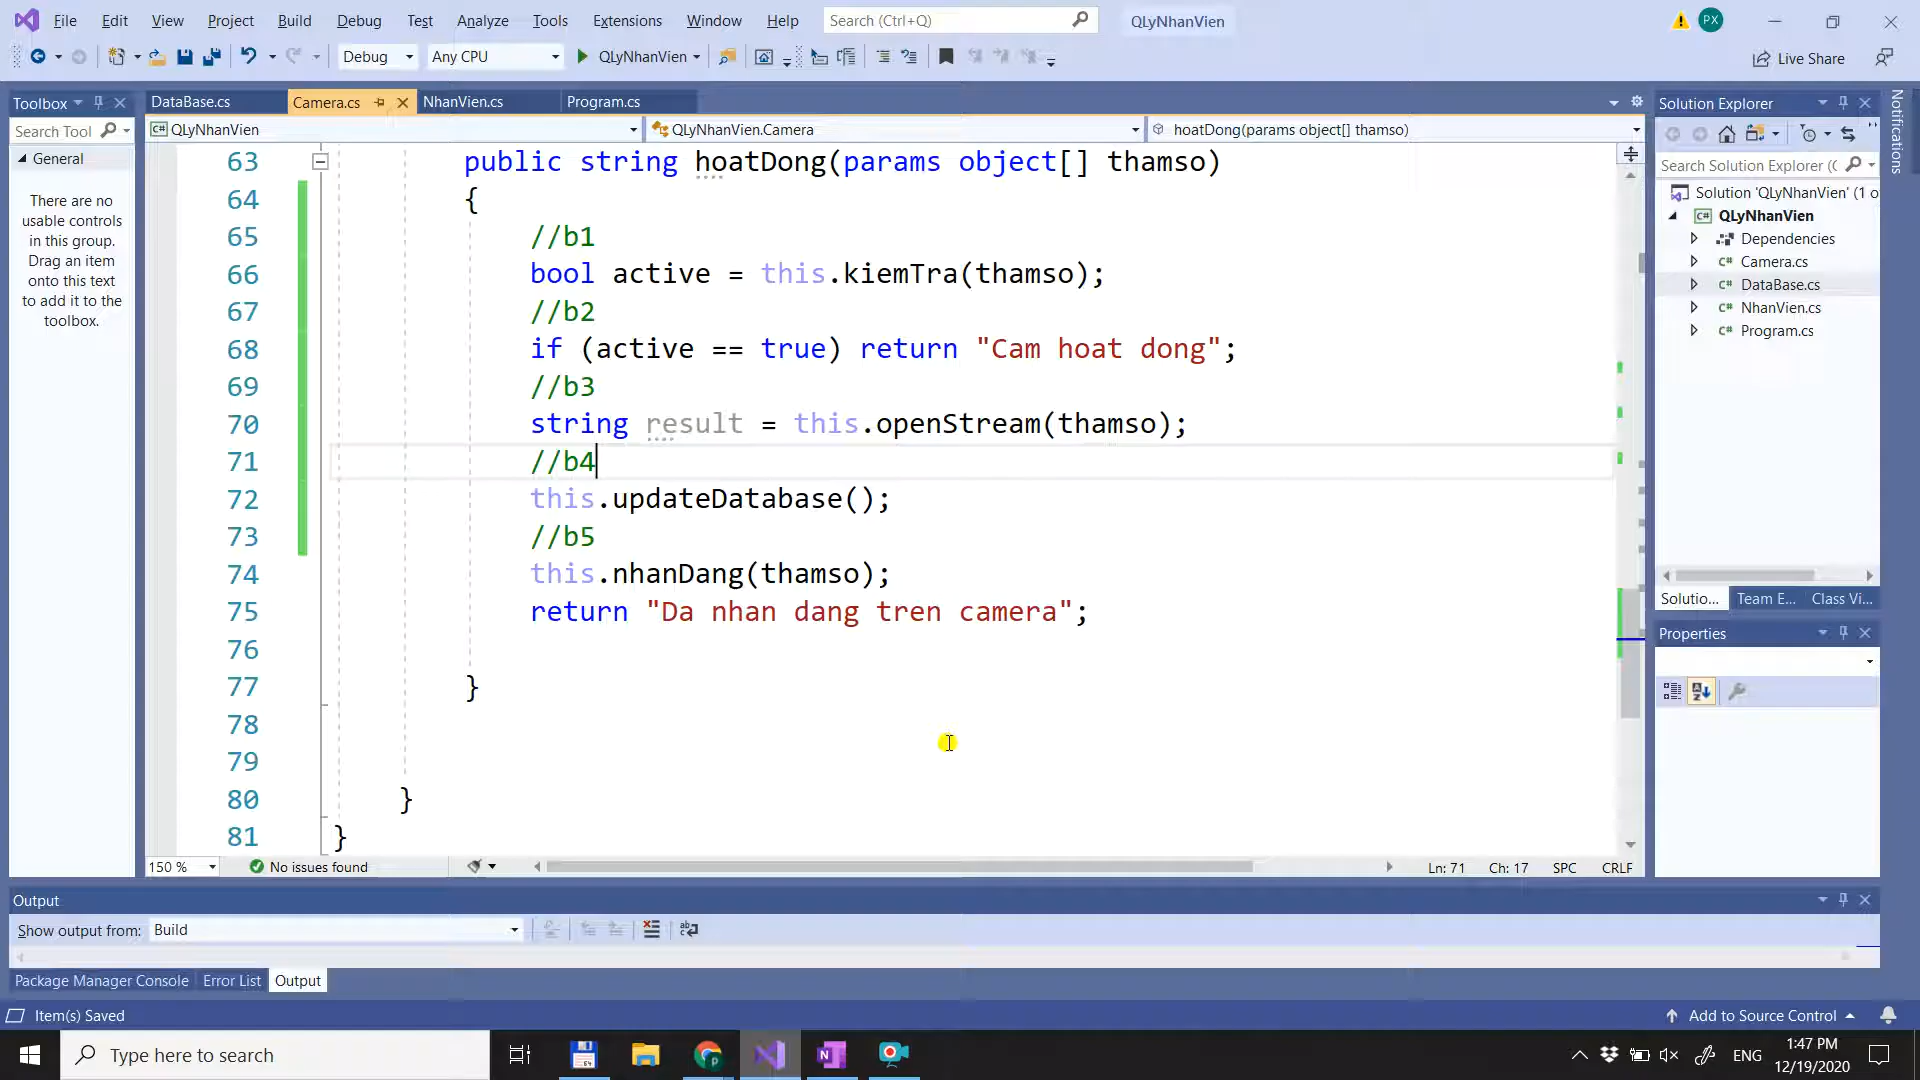 File Edit View Project Build Debug Test Analyze Tools Extensions Window Help Search (Ctrl+Q) QLyNhanVien PX
Debug Any CPU QLyNhanVien Live Share
Toolbox DataBase.cs Camera.cs NhanVien.cs Program.cs Solution Explorer Notifications
Search Tool QLyNhanVien QLyNhanVien.Camera hoatDong(params object[] thamso)
General
There are no
usable controls
in this group.
Drag an item
onto this text
to add it to the
toolbox.
63 public string hoatDong(params object[] thamso)
64 {
65 //b1
66 bool active = this.kiemTra(thamso);
67 //b2
68 if (active == true) return "Cam hoat dong";
69 //b3
70 string result = this.openStream(thamso);
71 //b4
72 this.updateDatabase();
73 //b5
74 this.nhanDang(thamso);
75 return "Da nhan dang tren camera";
76
77 }
78
79
80 }
81 }
Search Solution Explorer (C
Solution 'QLyNhanVien' (1 o
QLyNhanVien
Dependencies
Camera.cs
DataBase.cs
NhanVien.cs
Program.cs
Solutio... Team E... Class Vi...
Properties
150 % No issues found Ln: 71 Ch: 17 SPC CRLF
Output
Show output from: Build
Package Manager Console Error List Output
Item(s) Saved Add to Source Control
Type here to search ENG 1:47 PM
12/19/2020